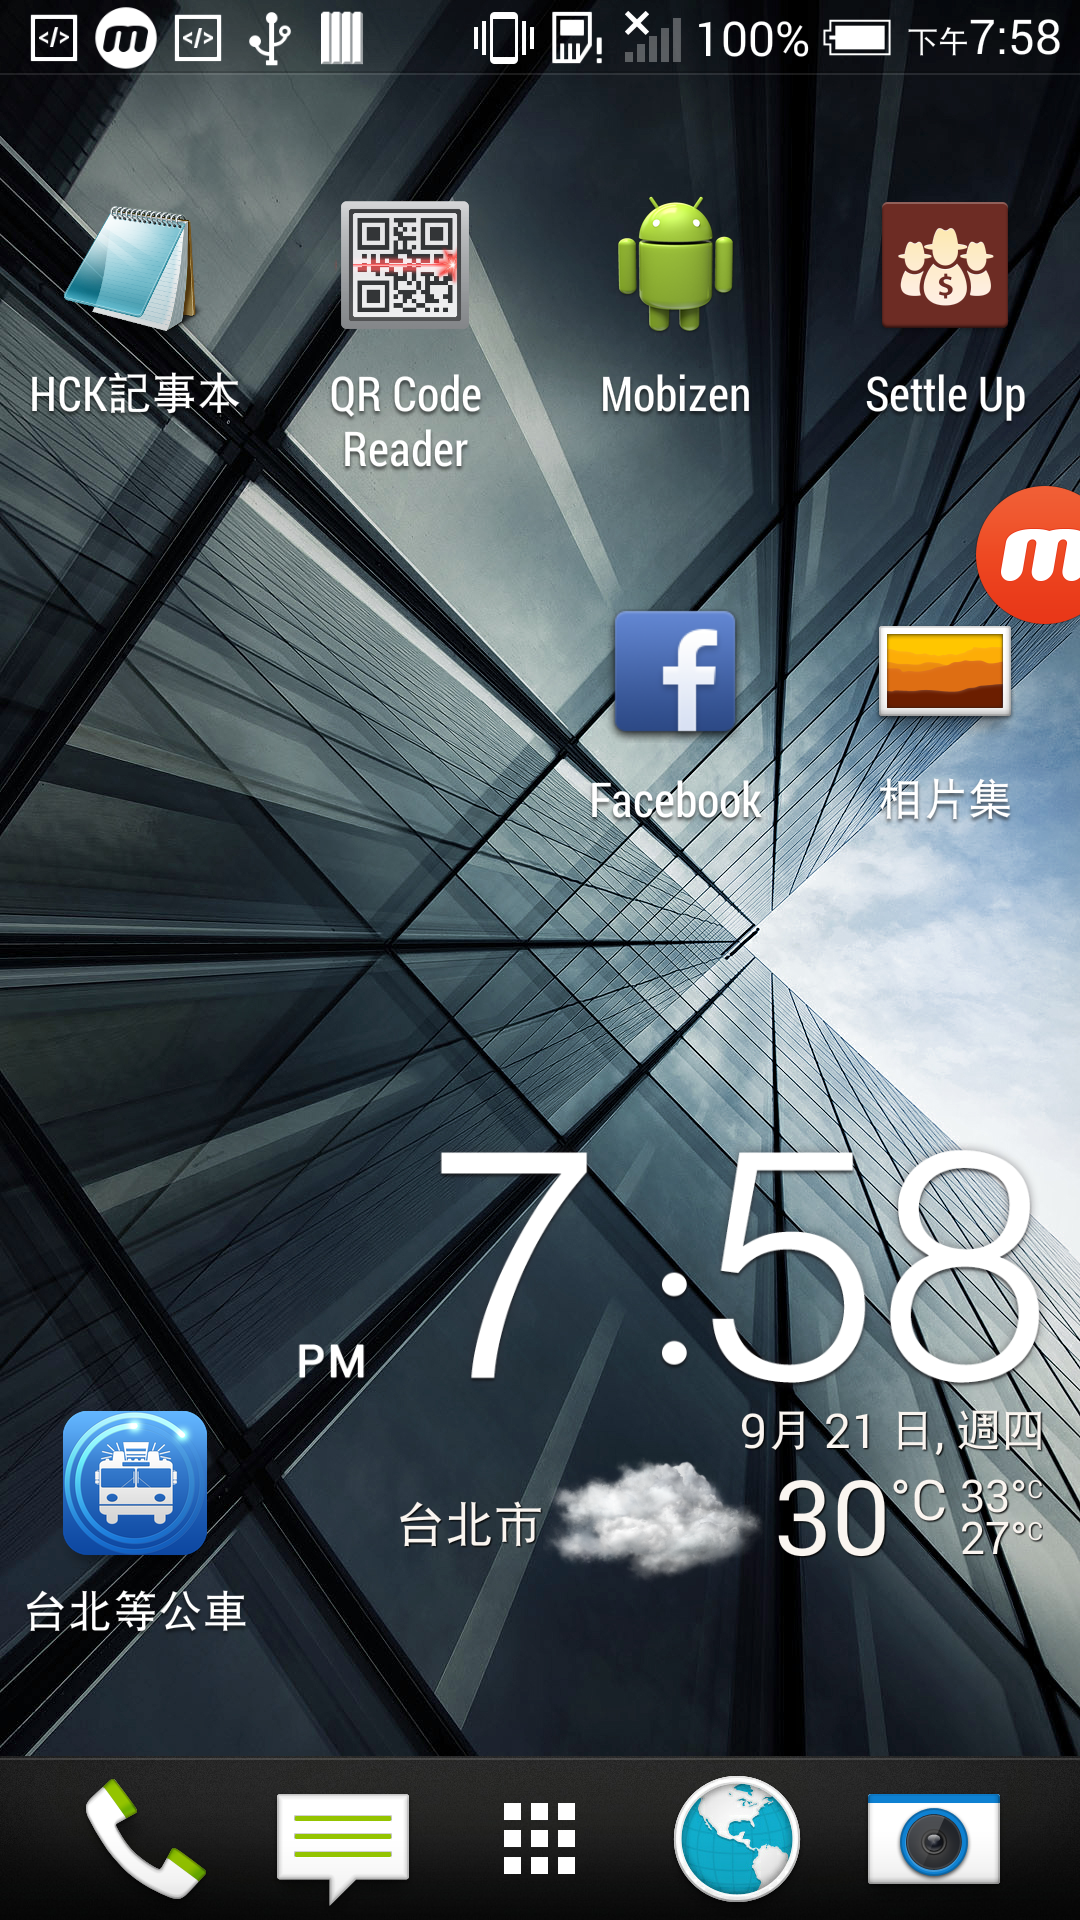 100% 下午7:58
HCK記事本
QR Code
Reader
Mobizen
Settle Up
Facebook
相片集
PM 7:58
9月 21 日, 週四
台北市 30°C 33°C
27°C
台北等公車